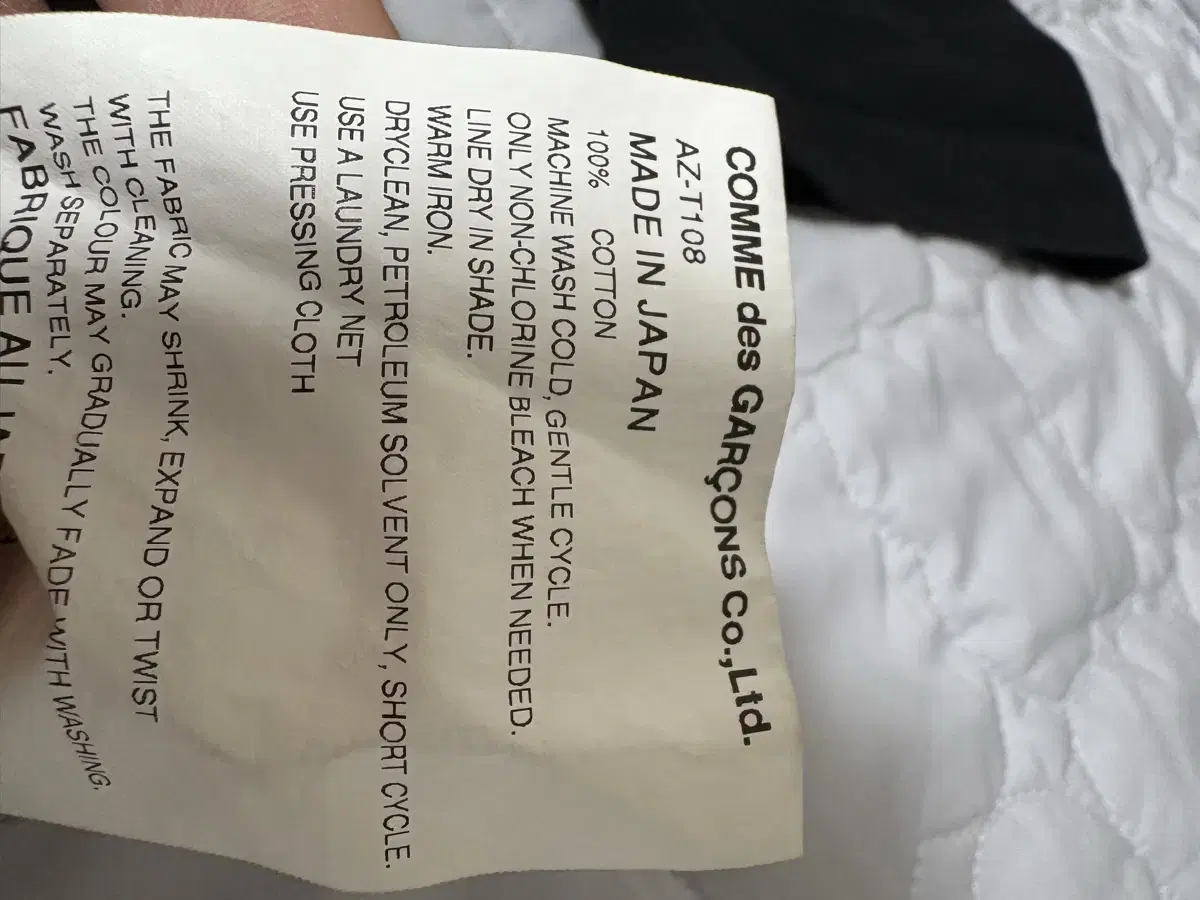 COMME des GARÇONS Co.,Ltd.
AZ-T108
MADE IN JAPAN
100% COTTON
MACHINE WASH COLD, GENTLE CYCLE.
ONLY NON-CHLORINE BLEACH WHEN NEEDED.
LINE DRY IN SHADE.
WARM IRON.
DRYCLEAN, PETROLEUM SOLVENT ONLY, SHORT CYCLE.
USE A LAUNDRY NET
USE PRESSING CLOTH
THE FABRIC MAY SHRINK, EXPAND OR TWIST
WITH CLEANING.
THE COLOUR MAY GRADUALLY FADE WITH WASHING.
WASH SEPARATELY.
FABRIQUE AU